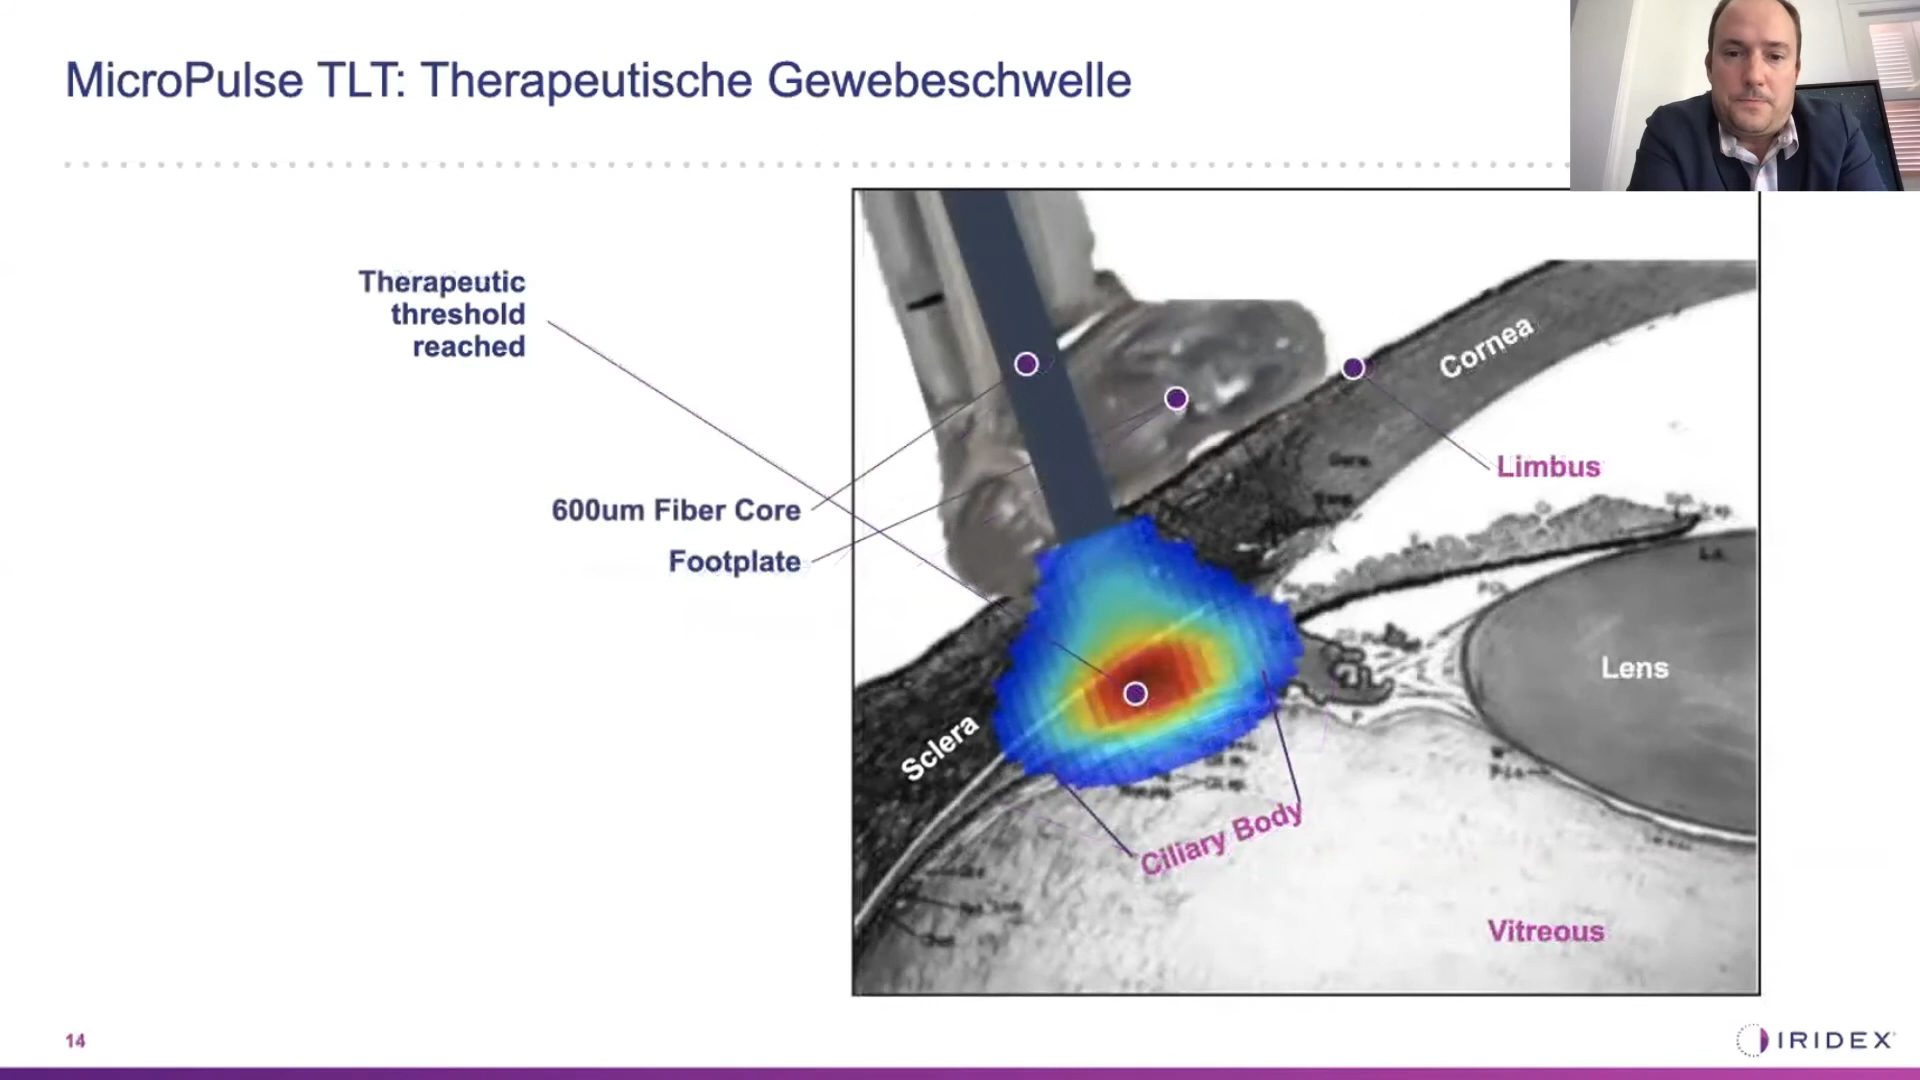 MicroPulse TLT: Therapeutische Gewebeschwelle
Therapeutic
threshold
reached
600um Fiber Core
Footplate
Cornea
Limbus
Lens
Sclera
Ciliary Body
Vitreous
14
IRIDEX